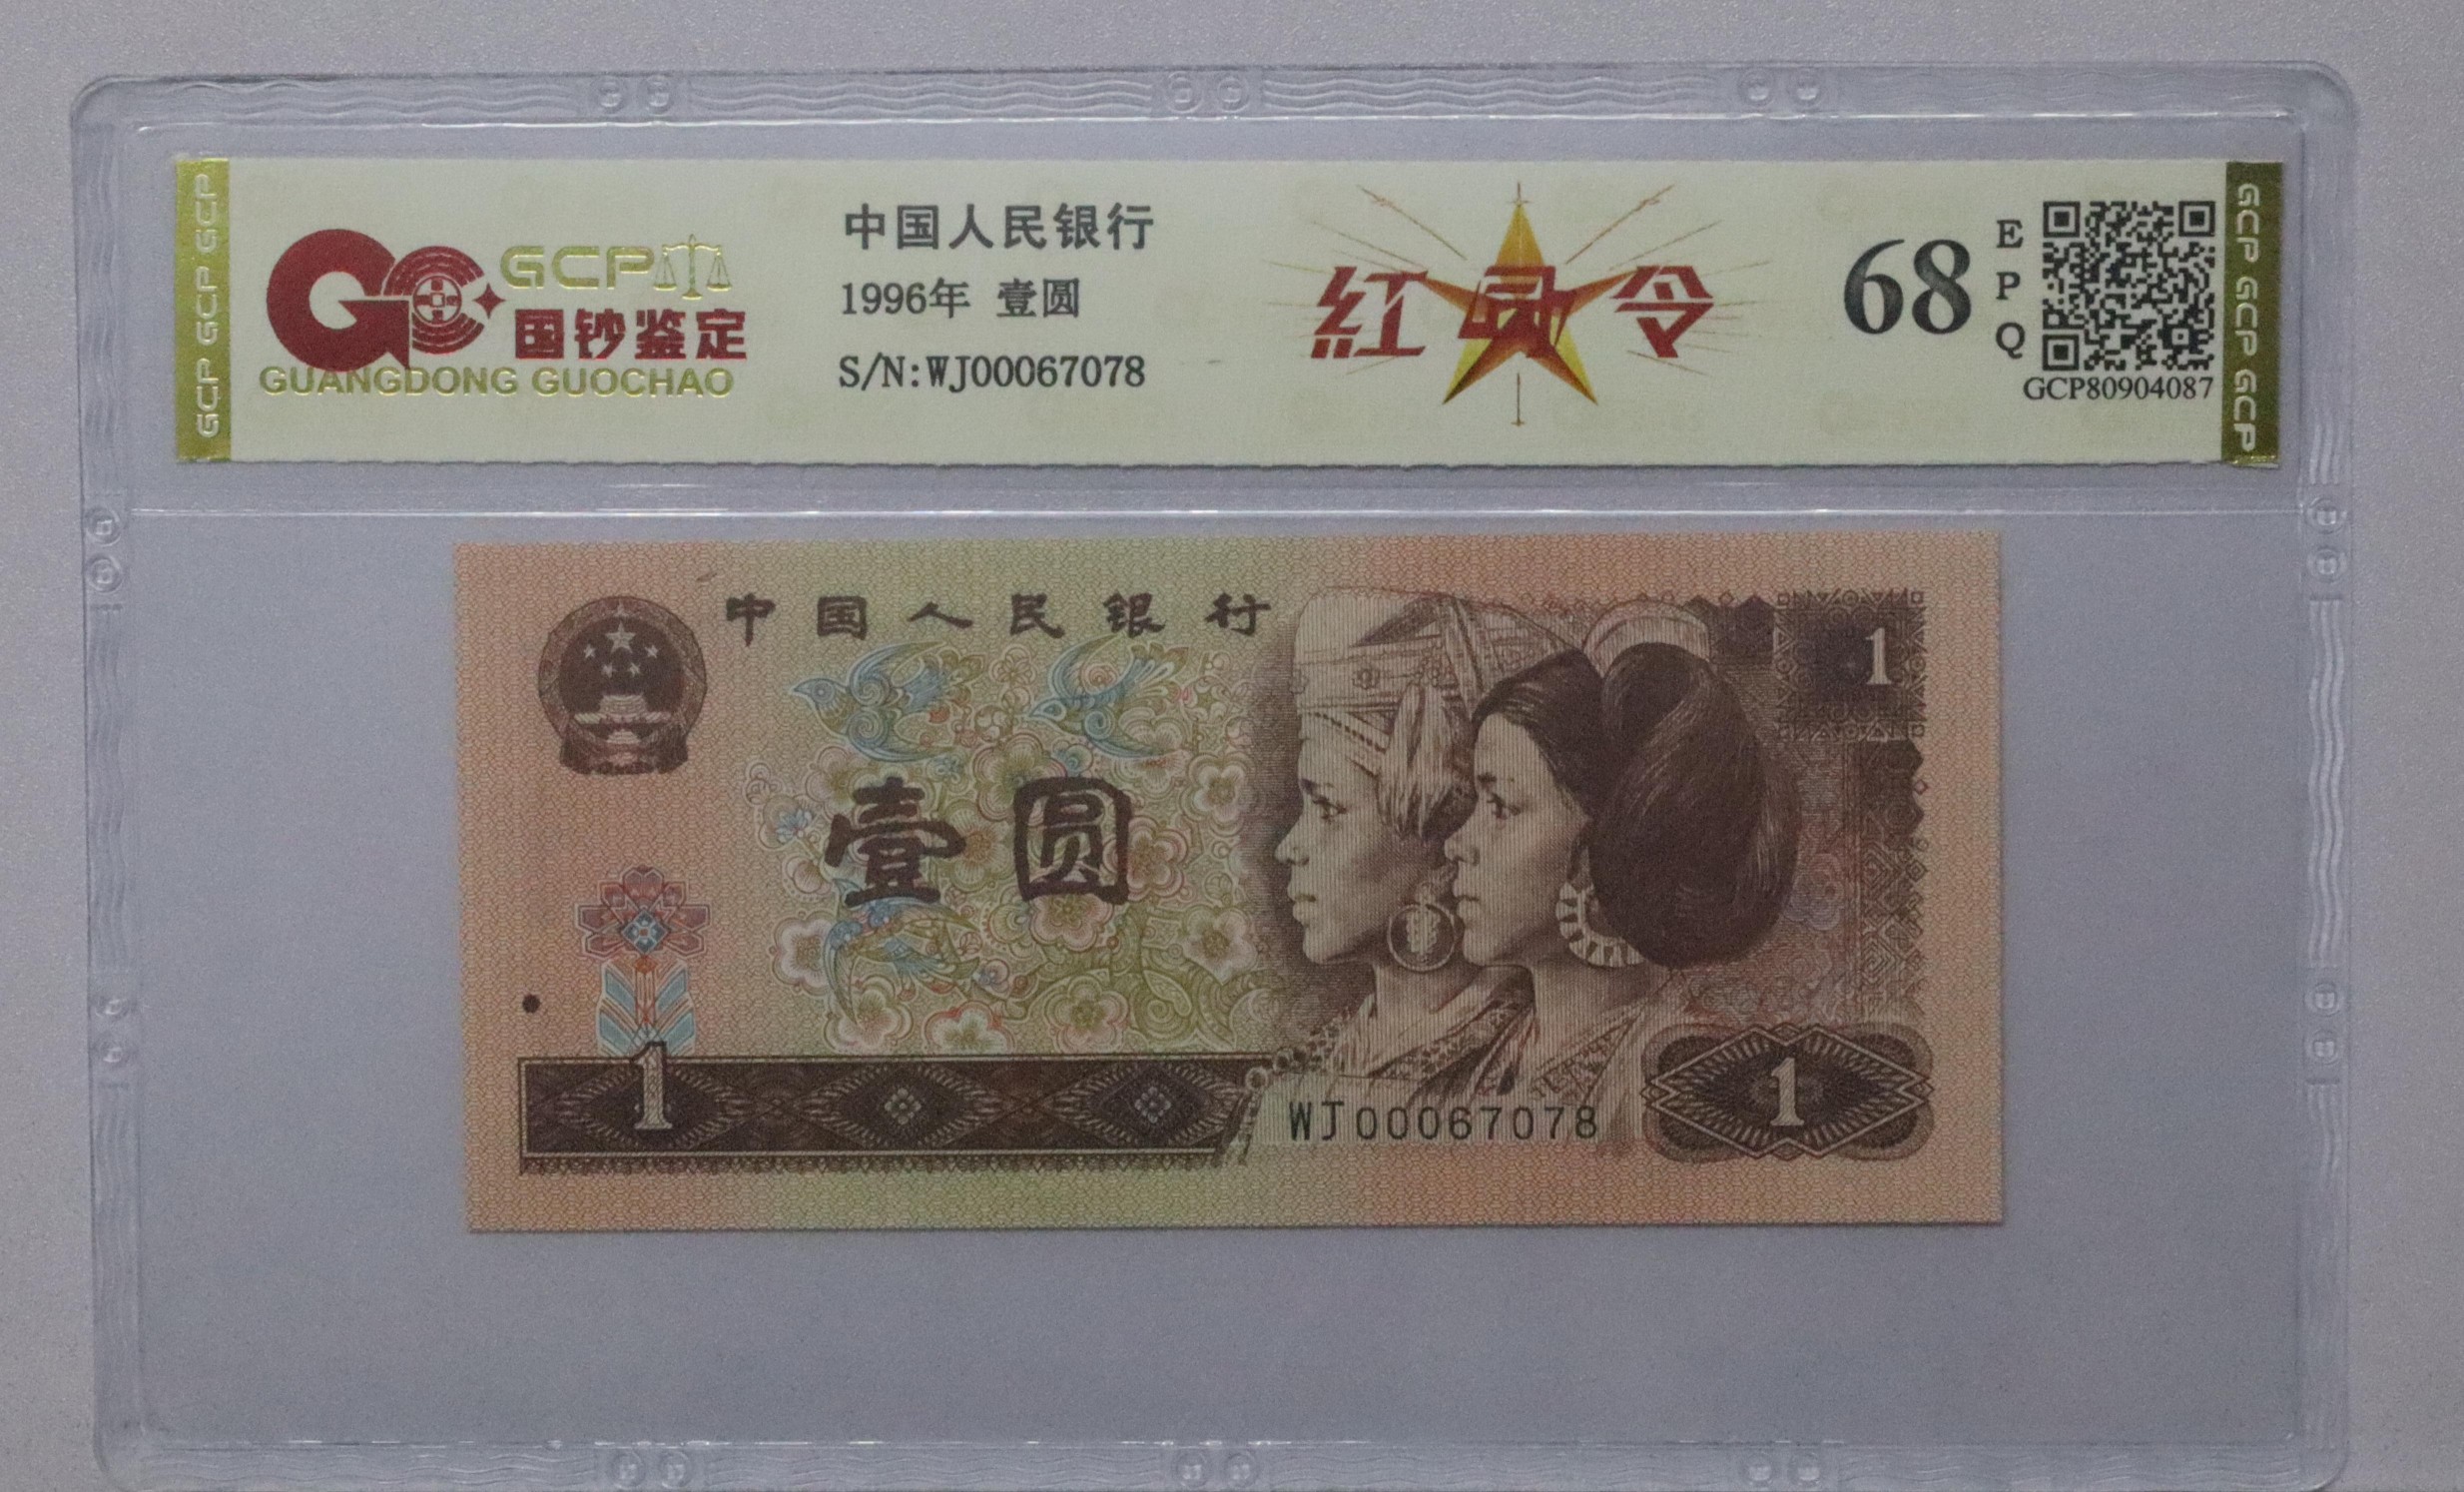 GCP GCP GCP
GCP
国钞鉴定
GUANGDONG GUOCHAO
中国人民银行
1996年 壹圆
S/N:WJ00067078
红 令
68
E
P
Q
GCP80904087
GCP GCP GCP GCP
中国人民银行
1
壹圆
1
WJ00067078
1